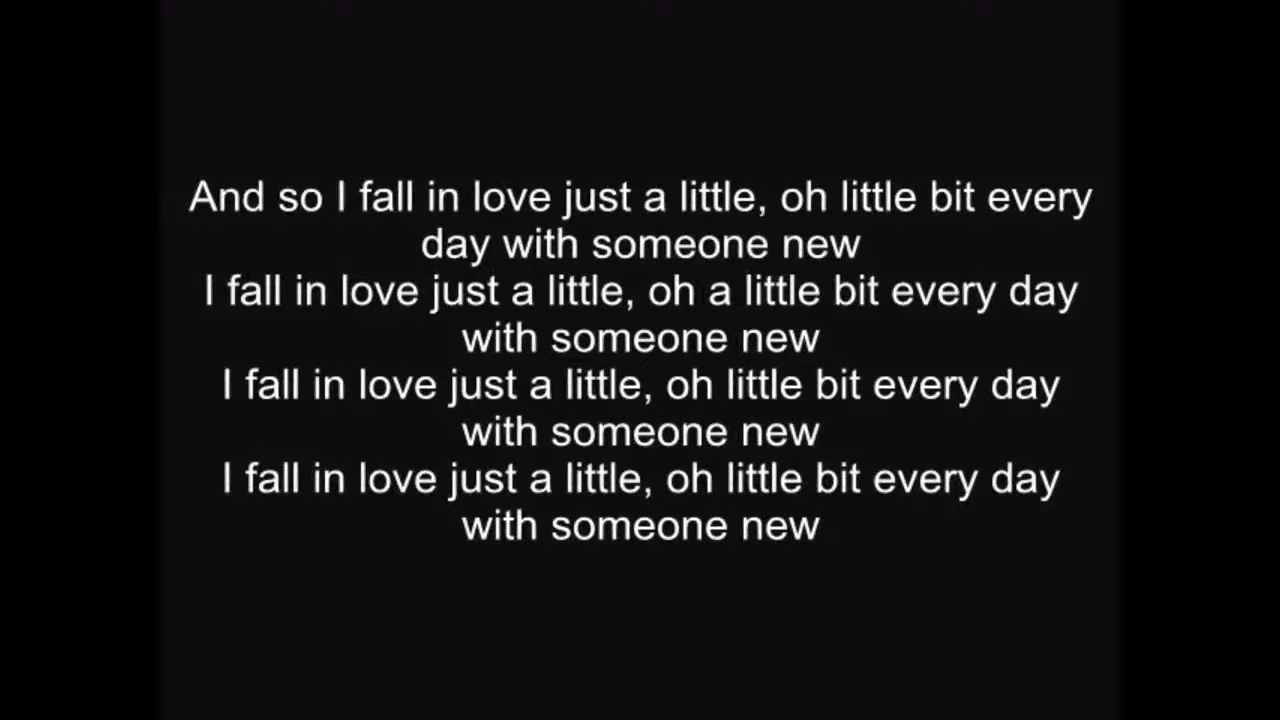 And so I fall in love just a little, oh little bit every
day with someone new
I fall in love just a little, oh a little bit every day
with someone new
I fall in love just a little, oh little bit every day
with someone new
I fall in love just a little, oh little bit every day
with someone new